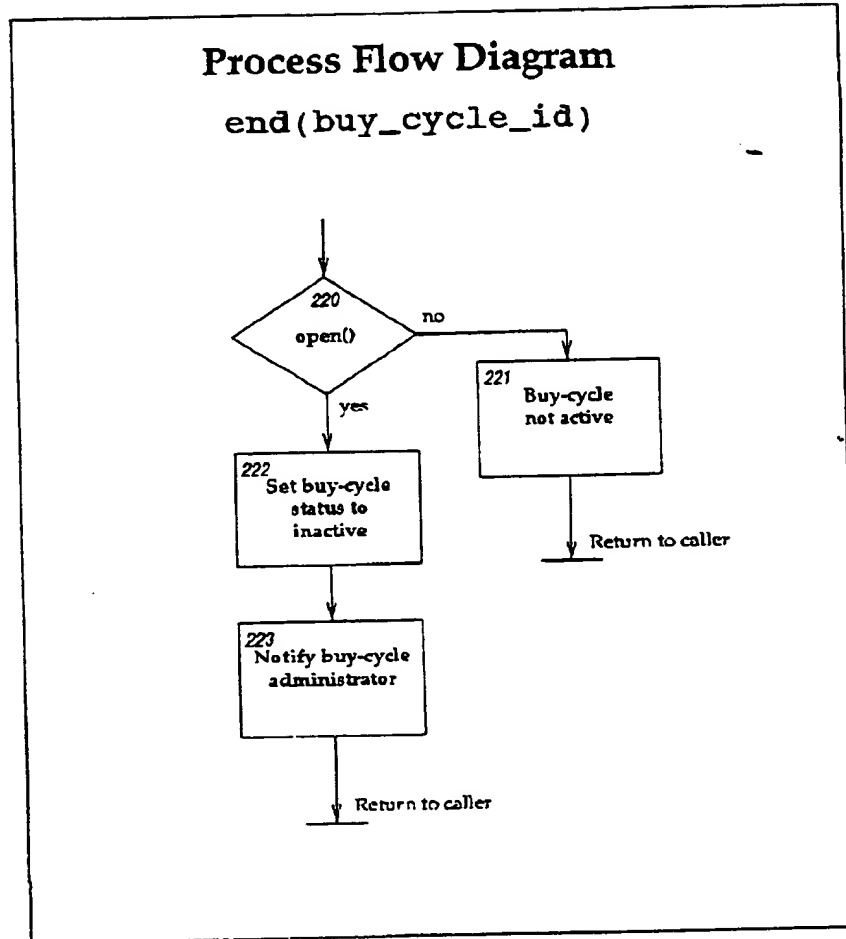 Process Flow Diagram
end(buy_cycle_id)
220
open()
no
yes
221
Buy-cycle
not active
Return to caller
222
Set buy-cycle
status to
inactive
223
Notify buy-cycle
administrator
Return to caller